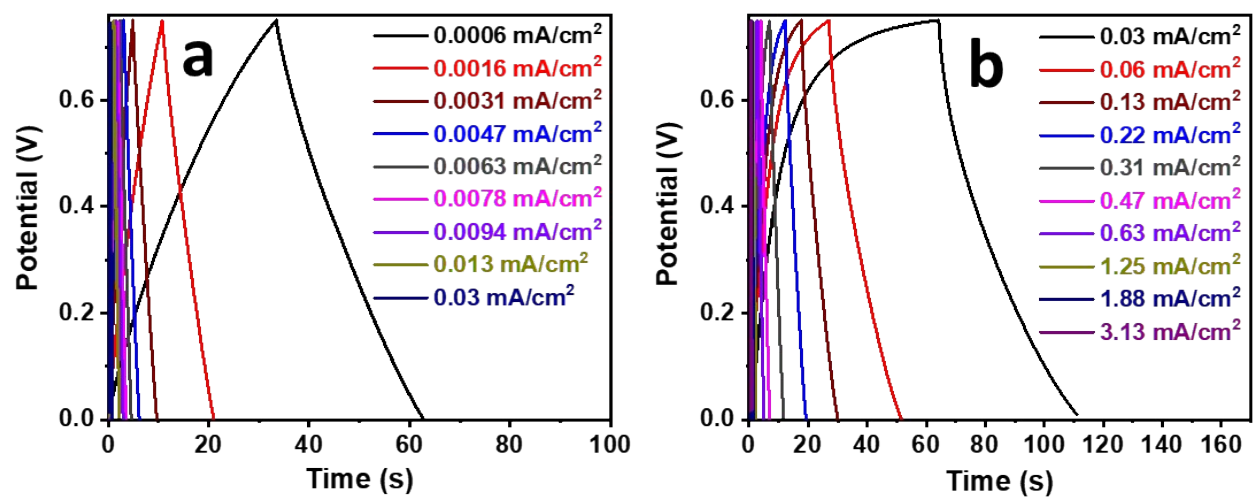 a
0.0006 mA/cm²
0.0016 mA/cm²
0.0031 mA/cm²
0.0047 mA/cm²
0.0063 mA/cm²
0.0078 mA/cm²
0.0094 mA/cm²
0.013 mA/cm²
0.03 mA/cm²
Potential (V)
0.6
0.4
0.2
0.0
0 20 40 60 80 100
Time (s)
b
0.03 mA/cm²
0.06 mA/cm²
0.13 mA/cm²
0.22 mA/cm²
0.31 mA/cm²
0.47 mA/cm²
0.63 mA/cm²
1.25 mA/cm²
1.88 mA/cm²
3.13 mA/cm²
Potential (V)
0.6
0.4
0.2
0.0
0 20 40 60 80 100 120 140 160
Time (s)